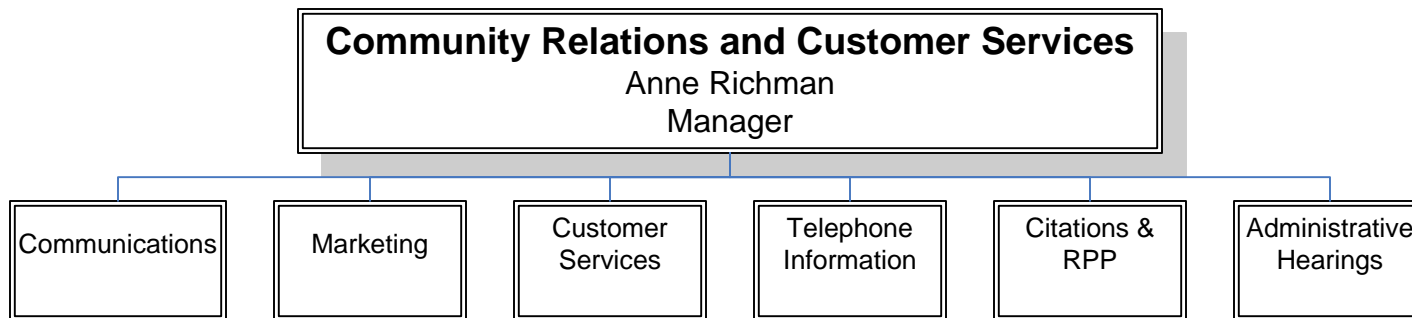 Community Relations and Customer Services
Anne Richman
Manager
Communications
Marketing
Customer
Services
Telephone
Information
Citations &
RPP
Administrative
Hearings